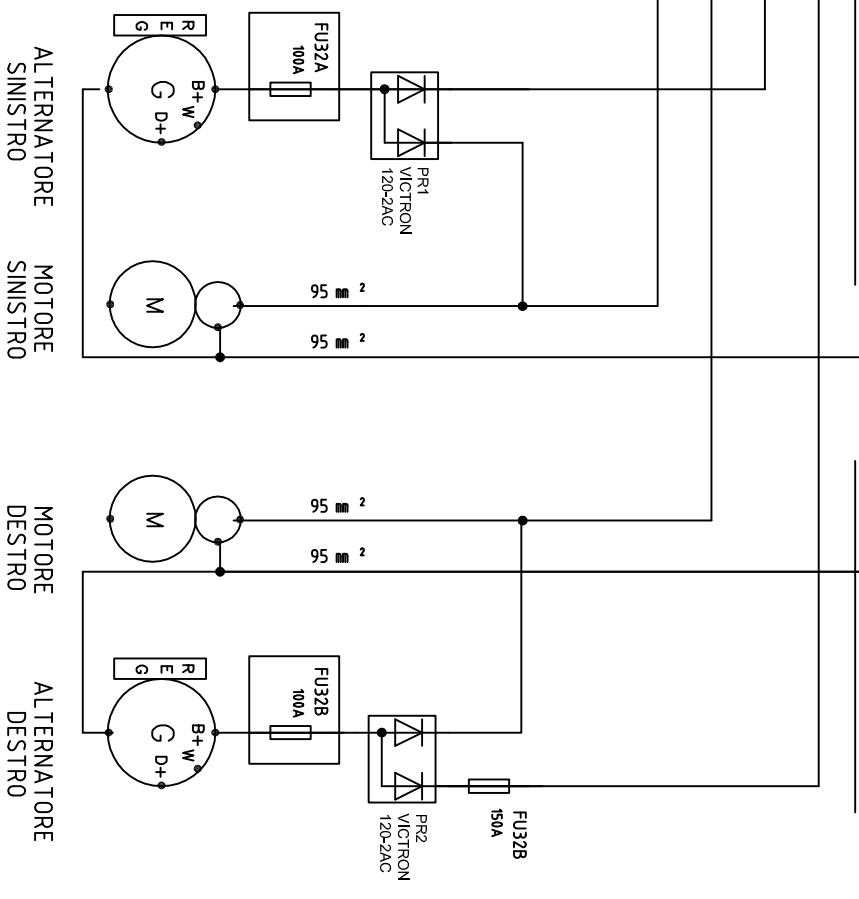 ALTERNATORE
SINISTRO
G E R
G
B+
W
D+
FU32A
100A
PR1
VICTRON
120-2AC
MOTORE
SINISTRO
M
95 mm ²
95 mm ²
MOTORE
DESTRO
M
95 mm ²
95 mm ²
ALTERNATORE
DESTRO
G E R
G
B+
W
D+
FU32B
100A
PR2
VICTRON
120-2AC
FU32B
150A